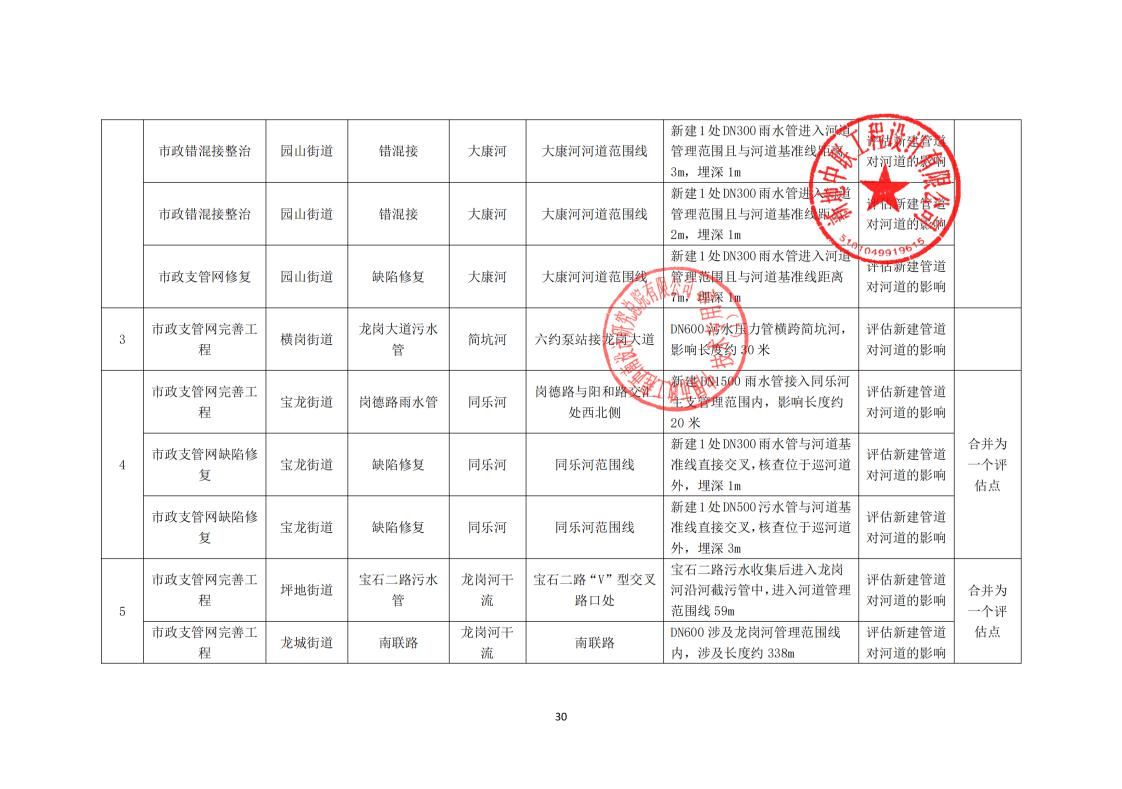 市政错混接整治
园山街道
错混接
大康河
大康河河道范围线
新建1处DN300雨水管进入河道
管理范围且与河道基准线距离
3m，埋深1m
评估新建管道
对河道的影响
市政错混接整治
园山街道
错混接
大康河
大康河河道范围线
新建1处DN300雨水管进入河道
管理范围且与河道基准线距离
2m，埋深1m
评估新建管道
对河道的影响
市政支管网修复
园山街道
缺陷修复
大康河
大康河河道范围线
新建1处DN300雨水管进入河道
管理范围且与河道基准线距离
7m，埋深1m
评估新建管道
对河道的影响
3
市政支管网完善工
程
横岗街道
龙岗大道污水
管
简坑河
六约泵站接龙岗大道
DN600污水压力管横跨简坑河，
影响长度约30米
评估新建管道
对河道的影响
4
市政支管网完善工
程
宝龙街道
岗德路雨水管
同乐河
岗德路与阳和路交汇
处西北侧
新建DN1500雨水管接入同乐河
主支管理范围内，影响长度约
20米
评估新建管道
对河道的影响
合并为
一个评
估点
市政支管网缺陷修
复
宝龙街道
缺陷修复
同乐河
同乐河范围线
新建1处DN300雨水管与河道基
准线直接交叉，核查位于巡河道
外，埋深1m
评估新建管道
对河道的影响
市政支管网缺陷修
复
宝龙街道
缺陷修复
同乐河
同乐河范围线
新建1处DN500污水管与河道基
准线直接交叉，核查位于巡河道
外，埋深3m
评估新建管道
对河道的影响
5
市政支管网完善工
程
坪地街道
宝石二路污水
管
龙岗河干
流
宝石二路“V”型交叉
路口处
宝石二路污水收集后进入龙岗
河沿河截污管中，进入河道管理
范围线59m
评估新建管道
对河道的影响
合并为
一个评
估点
市政支管网完善工
程
龙城街道
南联路
龙岗河干
流
南联路
DN600涉及龙岗河管理范围线
内，涉及长度约338m
评估新建管道
对河道的影响
中联工程设计有限公司
5101049919615
30